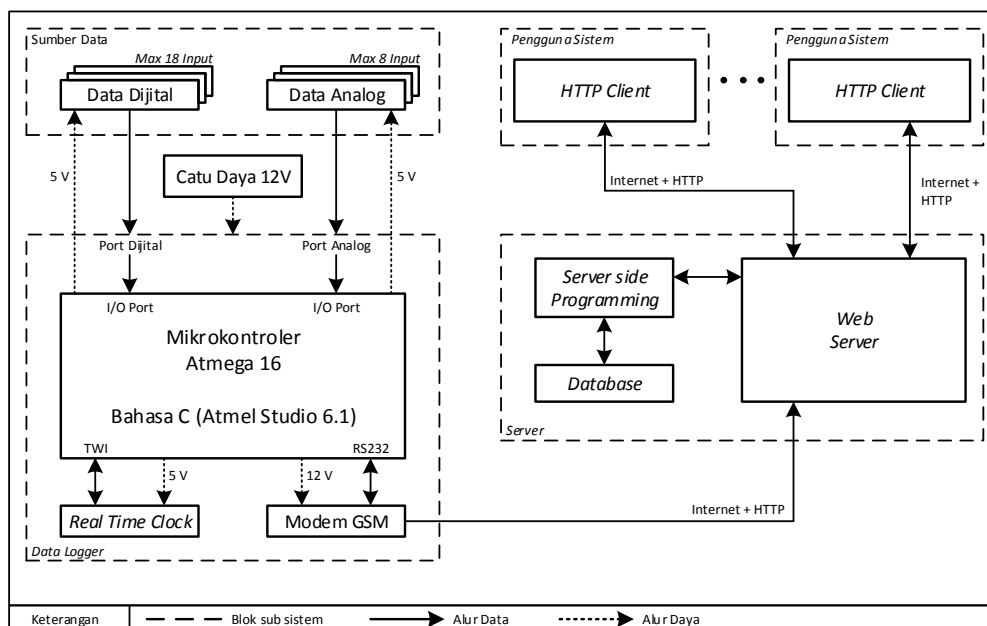 Sumber Data
Max 18 Input
Max 8 Input
Data Dijital
Data Analog
5 V
Catu Daya 12V
5 V
Port Dijital
Port Analog
I/O Port
I/O Port
Mikrokontroler
Atmega 16
Bahasa C (Atmel Studio 6.1)
TWI
RS232
5 V
12 V
Real Time Clock
Modem GSM
Data Logger
Pengguna Sistem
Pengguna Sistem
HTTP Client
HTTP Client
Internet + HTTP
Internet +
HTTP
Server side
Programming
Web
Server
Database
Server
Internet + HTTP
Keterangan
Blok sub sistem
Alur Data
Alur Daya